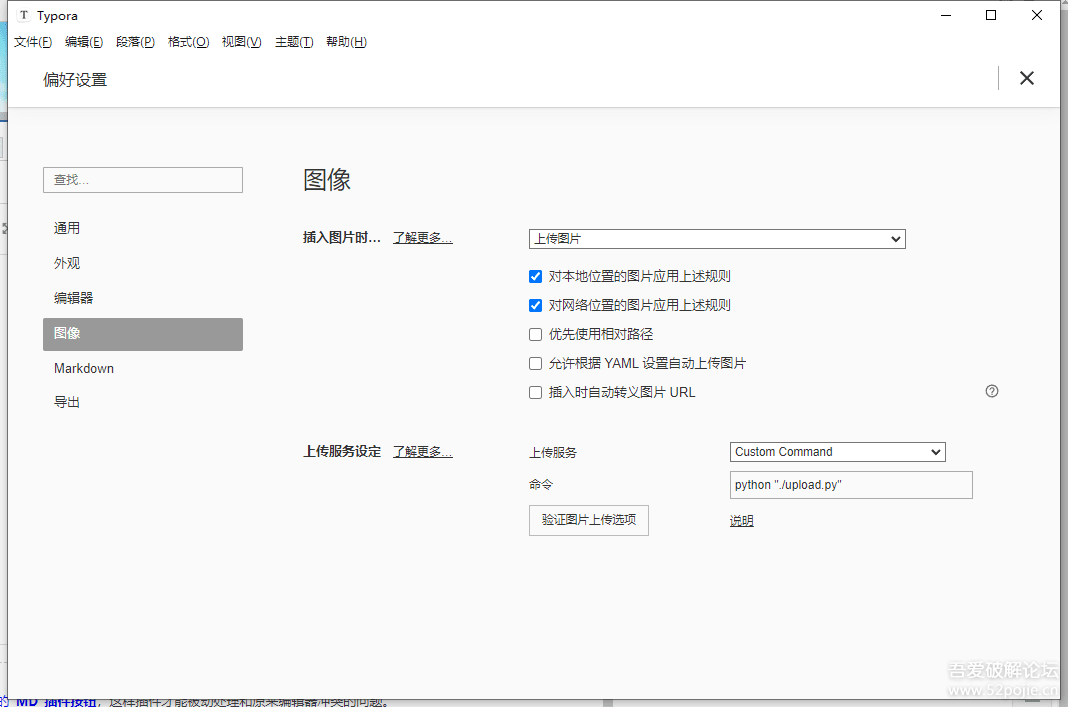 Typora
文件(F) 编辑(E) 段落(P) 格式(O) 视图(V) 主题(T) 帮助(H)
偏好设置
查找...
通用
外观
编辑器
图像
Markdown
导出
图像
插入图片时... 了解更多...
上传图片
对本地位置的图片应用上述规则
对网络位置的图片应用上述规则
优先使用相对路径
允许根据 YAML 设置自动上传图片
插入时自动转义图片 URL
上传服务设定 了解更多...
上传服务 Custom Command
命令 python "./upload.py"
验证图片上传选项 说明
吾爱破解论坛
www.52pojie.cn
的 MD 插件按钮，这样插件才能被动处理和原来编辑器冲突的问题。